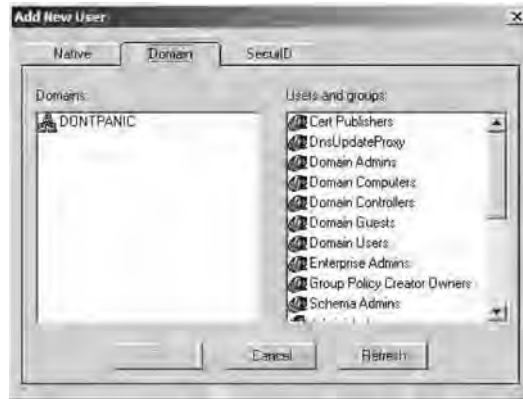 Add New User
Native
Domain
SecurID
Domains:
DONTPANIC
Users and groups:
Cert Publishers
DnsUpdateProxy
Domain Admins
Domain Computers
Domain Controllers
Domain Guests
Domain Users
Enterprise Admins
Group Policy Creator Owners
Schema Admins
Cancel
Refresh